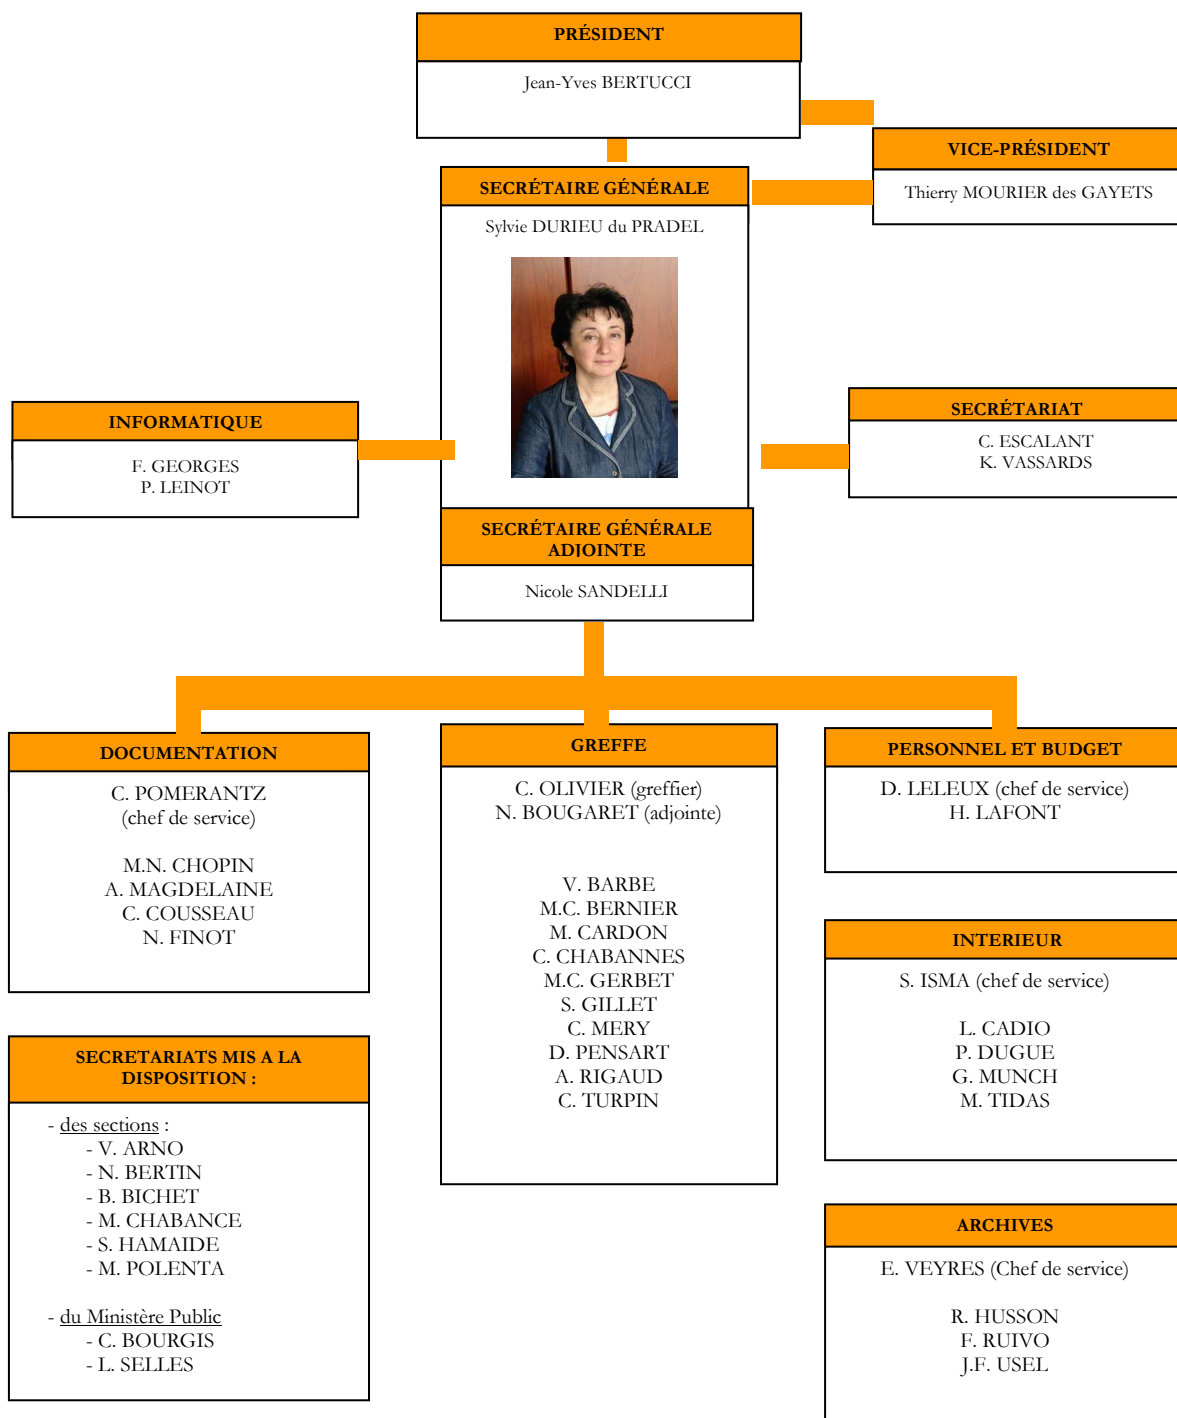 PRÉSIDENT
Jean-Yves BERTUCCI
VICE-PRÉSIDENT
Thierry MOURIER des GAYETS
SECRÉTAIRE GÉNÉRALE
Sylvie DURIEU du PRADEL
INFORMATIQUE
F. GEORGES
P. LEINOT
SECRÉTARIAT
C. ESCALANT
K. VASSARDS
SECRÉTAIRE GÉNÉRALE
ADJOINTE
Nicole SANDELLI
DOCUMENTATION
C. POMERANTZ
(chef de service)
M.N. CHOPIN
A. MAGDELAINE
C. COUSSEAU
N. FINOT
SECRETARIATS MIS A LA
DISPOSITION :
- des sections :
- V. ARNO
- N. BERTIN
- B. BICHET
- M. CHABANCE
- S. HAMAIDE
- M. POLENTA
- du Ministère Public
- C. BOURGIS
- L. SELLES
GREFFE
C. OLIVIER (greffier)
N. BOUGARET (adjointe)
V. BARBE
M.C. BERNIER
M. CARDON
C. CHABANNES
M.C. GERBET
S. GILLET
C. MERY
D. PENSART
A. RIGAUD
C. TURPIN
PERSONNEL ET BUDGET
D. LELEUX (chef de service)
H. LAFONT
INTERIEUR
S. ISMA (chef de service)
L. CADIO
P. DUGUE
G. MUNCH
M. TIDAS
ARCHIVES
E. VEYRES (Chef de service)
R. HUSSON
F. RUIVO
J.F. USEL